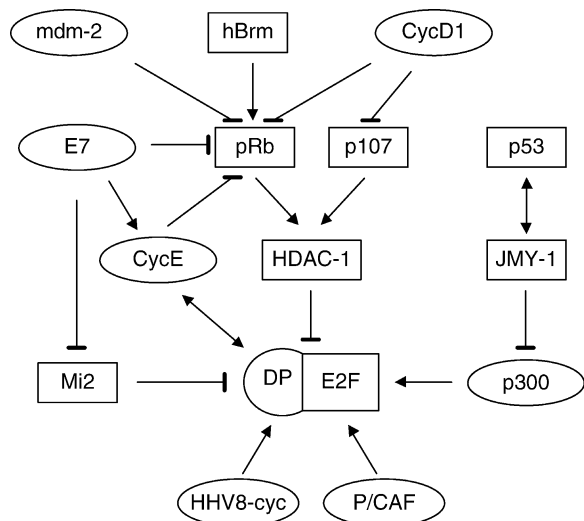 mdm-2
hBrm
CycD1
E7
pRb
p107
p53
CycE
HDAC-1
JMY-1
Mi2
DP
E2F
p300
HHV8-cyc
P/CAF